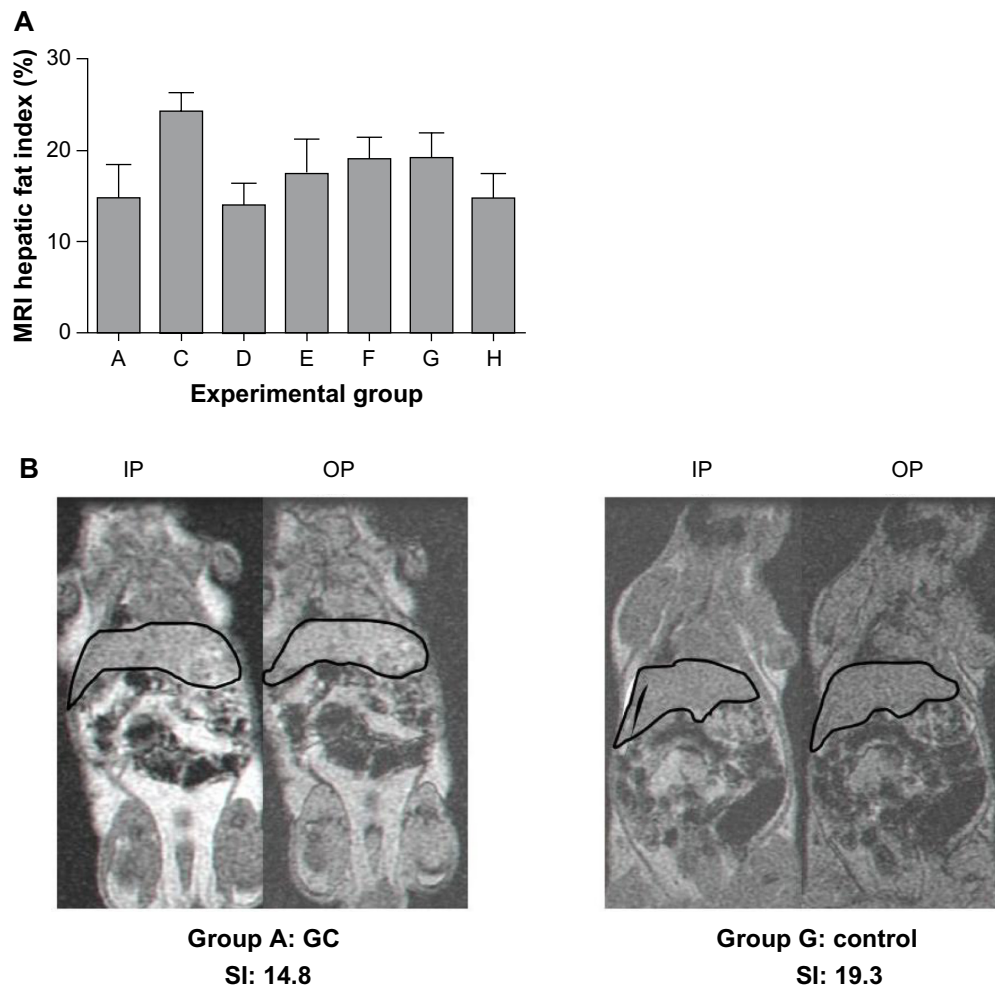 A
MRI hepatic fat index (%)
30
20
10
0
A C D E F G H
Experimental group
B
IP OP IP OP
Group A: GC Group G: control
SI: 14.8 SI: 19.3